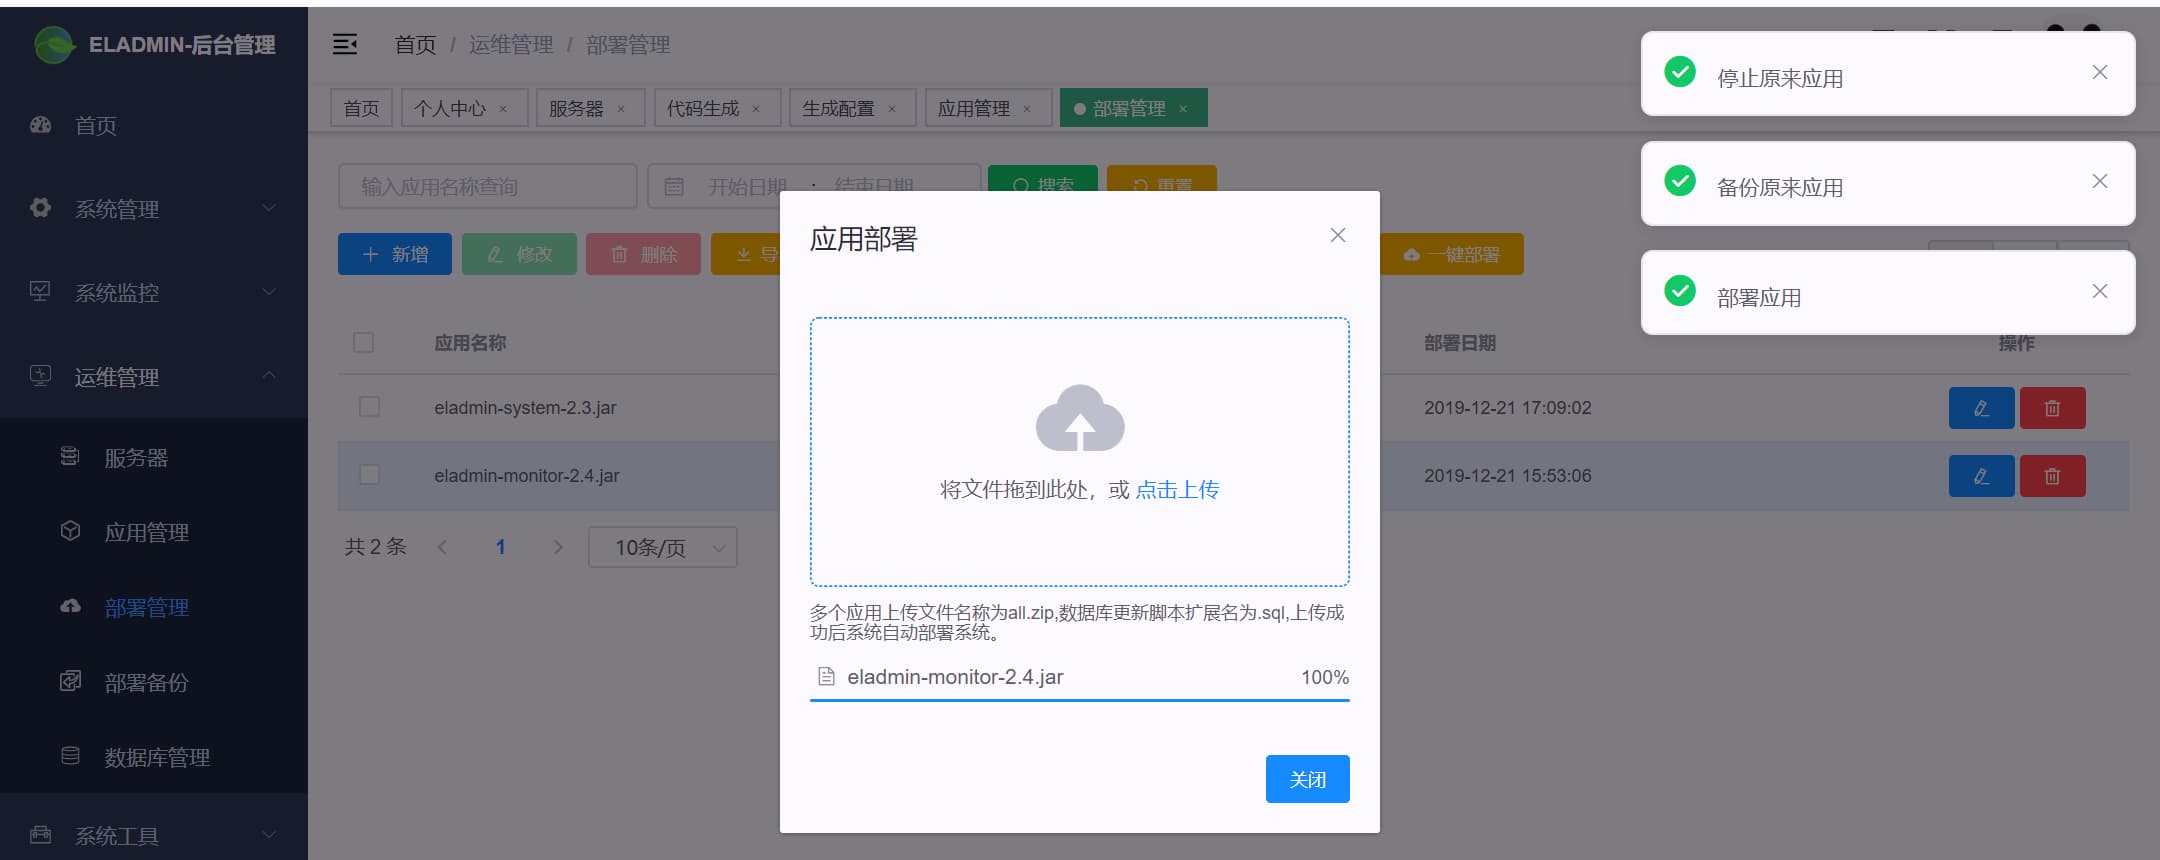 ELADMIN-后台管理
首页
系统管理
系统监控
运维管理
服务器
应用管理
部署管理
部署备份
数据库管理
系统工具
首页 / 运维管理 / 部署管理
首页
个人中心 ×
服务器 ×
代码生成 ×
生成配置 ×
应用管理 ×
部署管理 ×
输入应用名称查询
开始日期 : 结束日期
搜索
重置
新增
修改
删除
导
一键部署
应用名称
部署日期
操作
eladmin-system-2.3.jar
2019-12-21 17:09:02
eladmin-monitor-2.4.jar
2019-12-21 15:53:06
共 2 条
1
10条/页
应用部署
将文件拖到此处，或 点击上传
多个应用上传文件名称为all.zip,数据库更新脚本扩展名为.sql,上传成
功后系统自动部署系统。
eladmin-monitor-2.4.jar
100%
关闭
停止原来应用
备份原来应用
部署应用